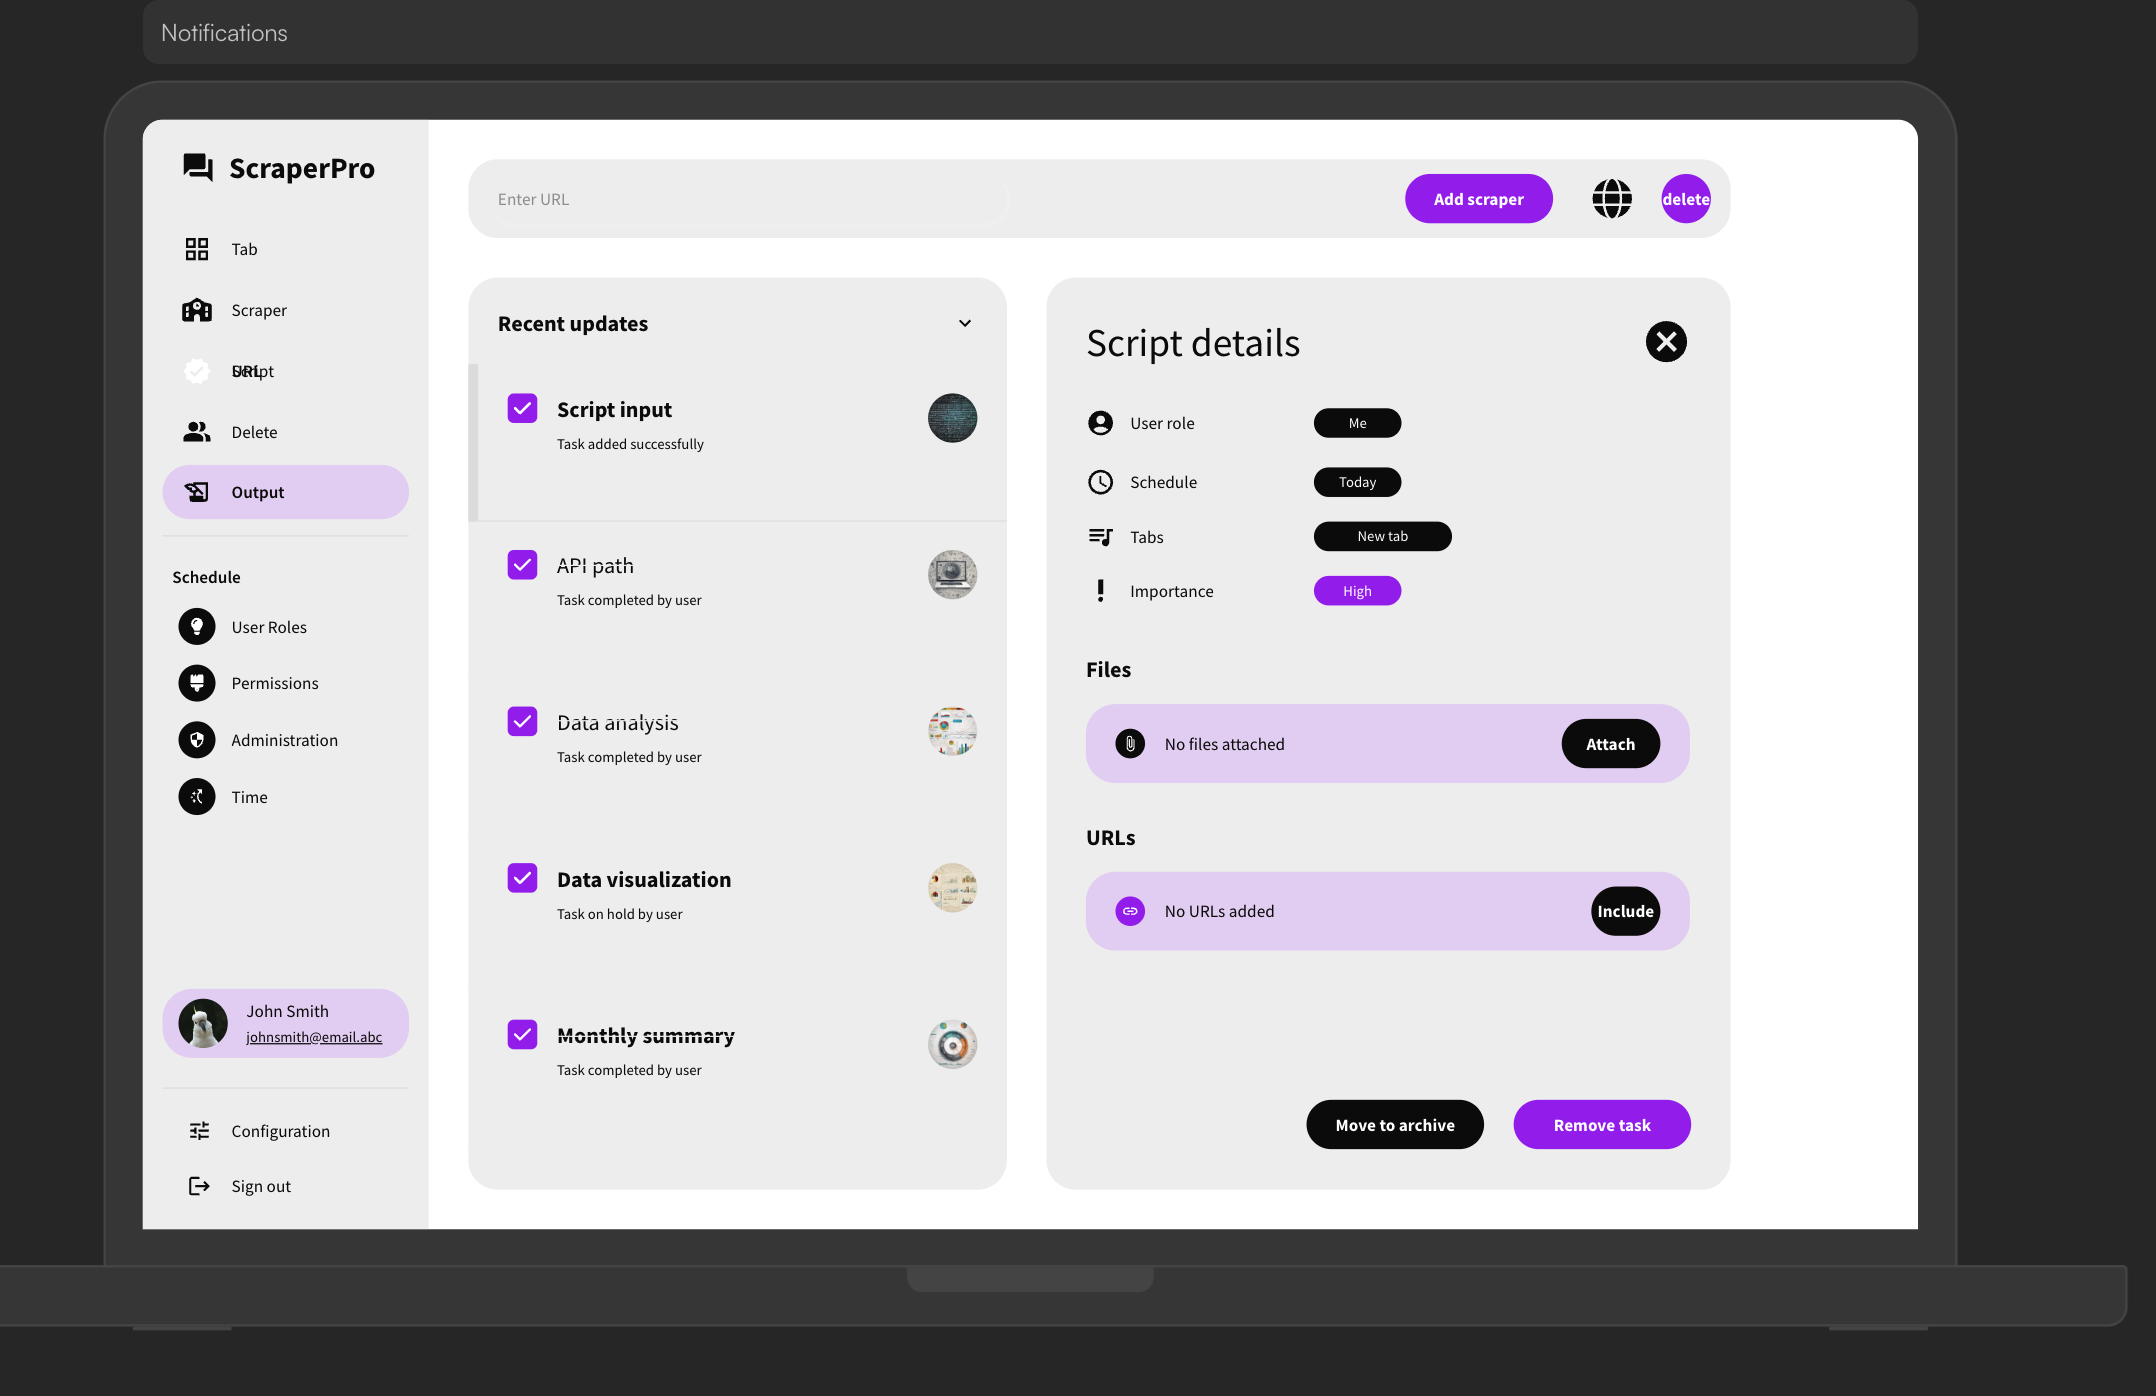 Notifications
ScraperPro
Tab
Scraper
Script
URL
Delete
Output
Schedule
User Roles
Permissions
Administration
Time
John Smith
johnsmith@email.abc
Configuration
Sign out
Enter URL
Add scraper
delete
Recent updates
Script input
Task added successfully
API path
Task completed by user
Data analysis
Task completed by user
Data visualization
Task on hold by user
Monthly summary
Task completed by user
Script details
User role
Me
Schedule
Today
Tabs
New tab
Importance
High
Files
No files attached
Attach
URLs
No URLs added
Include
Move to archive
Remove task